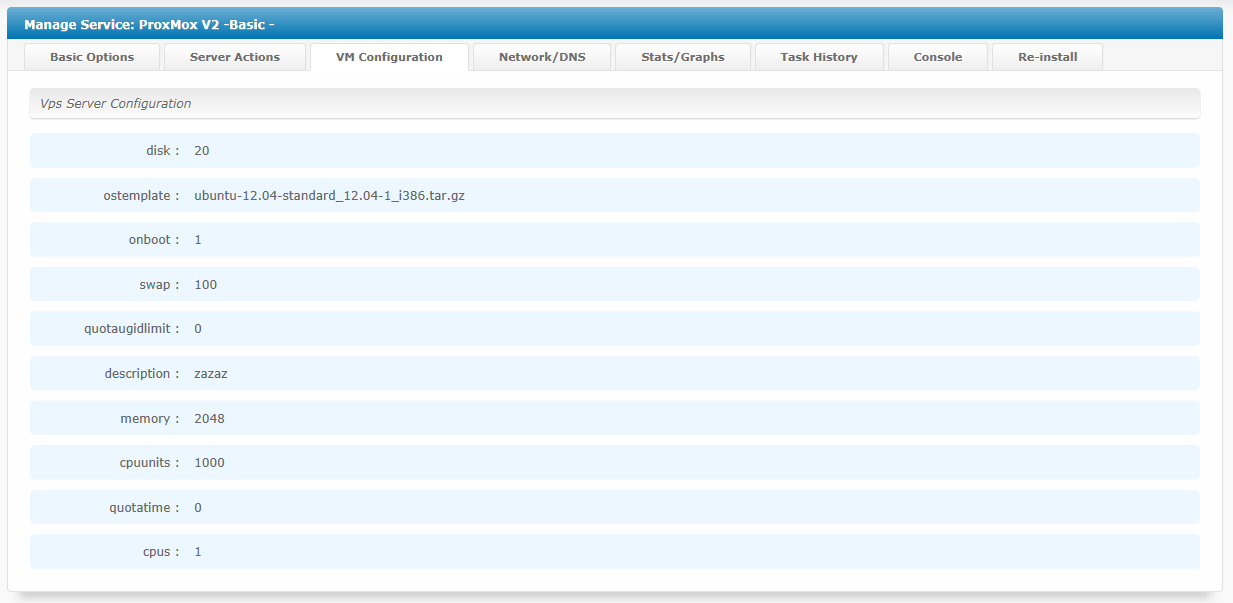 Manage Service: ProxMox V2 -Basic -
Basic Options Server Actions VM Configuration Network/DNS Stats/Graphs Task History Console Re-install
Vps Server Configuration
disk : 20
ostemplate : ubuntu-12.04-standard_12.04-1_i386.tar.gz
onboot : 1
swap : 100
quotaugidlimit : 0
description : zazaz
memory : 2048
cpuunits : 1000
quotatime : 0
cpus : 1